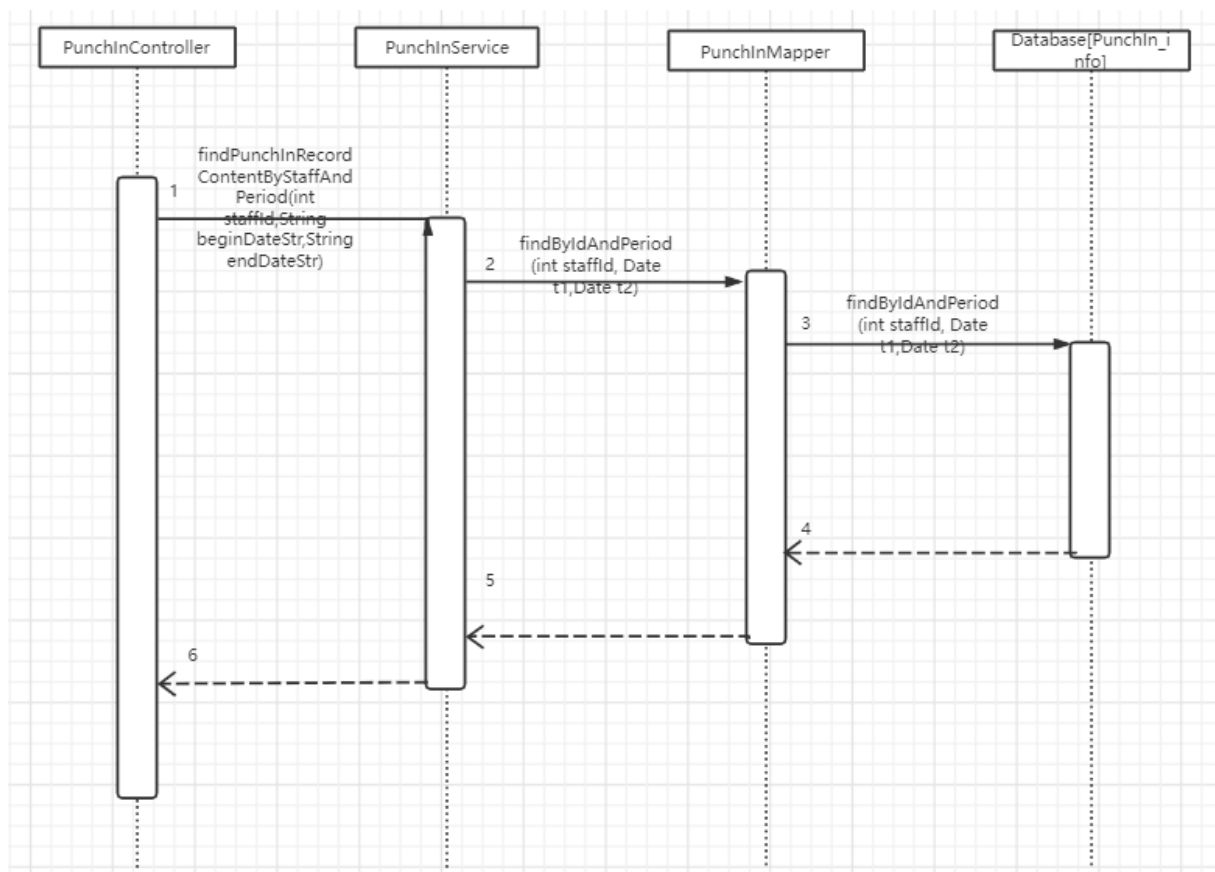 PunchInController
PunchInService
PunchInMapper
Database[PunchIn_i
nfo]
1
findPunchInRecord
ContentByStaffAnd
Period(int
staffId,String
beginDateStr,String
endDateStr)
2
findByIdAndPeriod
(int staffId, Date
t1,Date t2)
3
findByIdAndPeriod
(int staffId, Date
t1,Date t2)
4
5
6